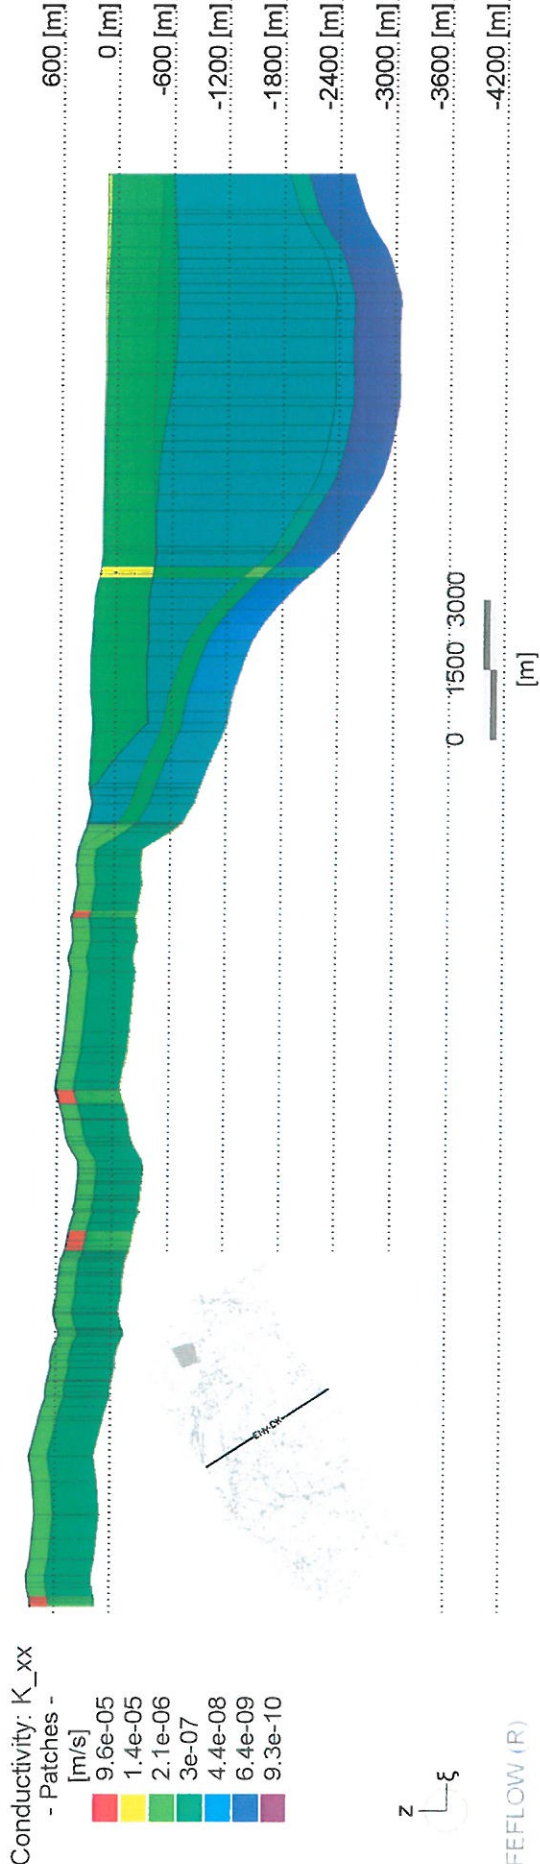 600 [m]
0 [m]
-600 [m]
-1200 [m]
-1800 [m]
-2400 [m]
-3000 [m]
-3600 [m]
-4200 [m]
0 1500 3000
[m]
Conductivity: K_xx
- Patches -
[m/s]
9.6e-05
1.4e-05
2.1e-06
3e-07
4.4e-08
6.4e-09
9.3e-10
z
ξ
FEFLOW (R)